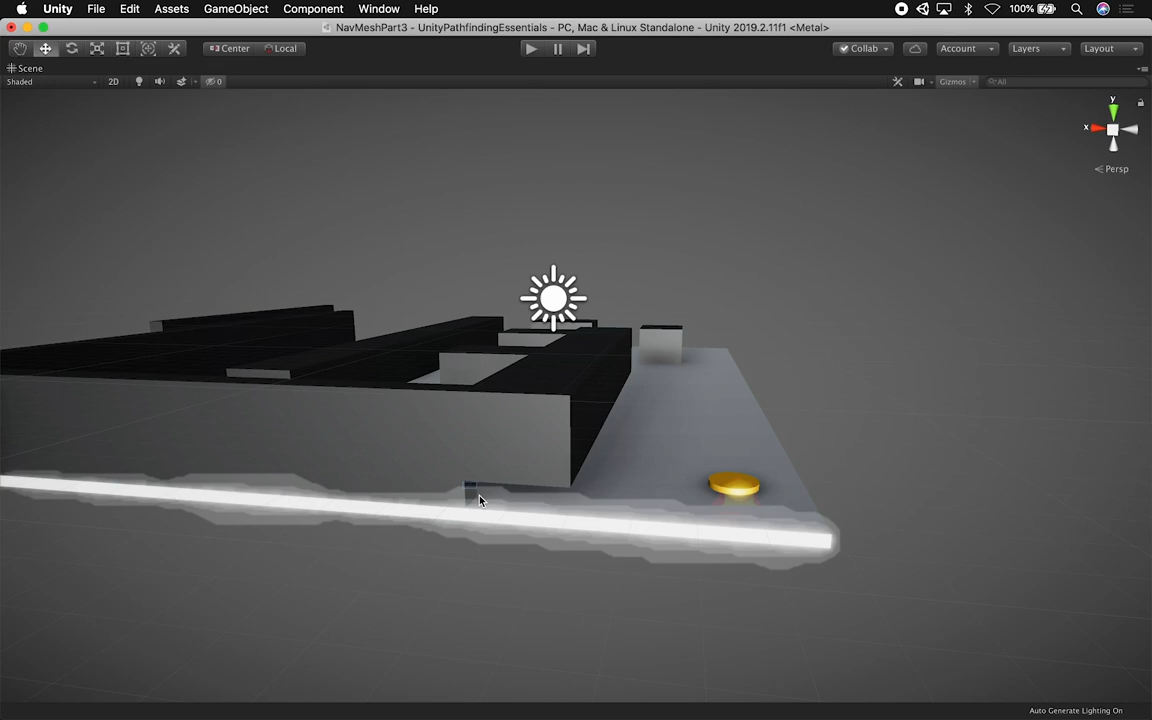 Unity File Edit Assets GameObject Component Window Help 100%
NavMeshPart3 - UnityPathfindingEssentials - PC, Mac & Linux Standalone - Unity 2019.2.11f1 <Metal>
Center Local Collab Account Layers Layout
Scene
Shaded 2D 0 Gizmos All
y
x
Persp
Auto Generate Lighting On